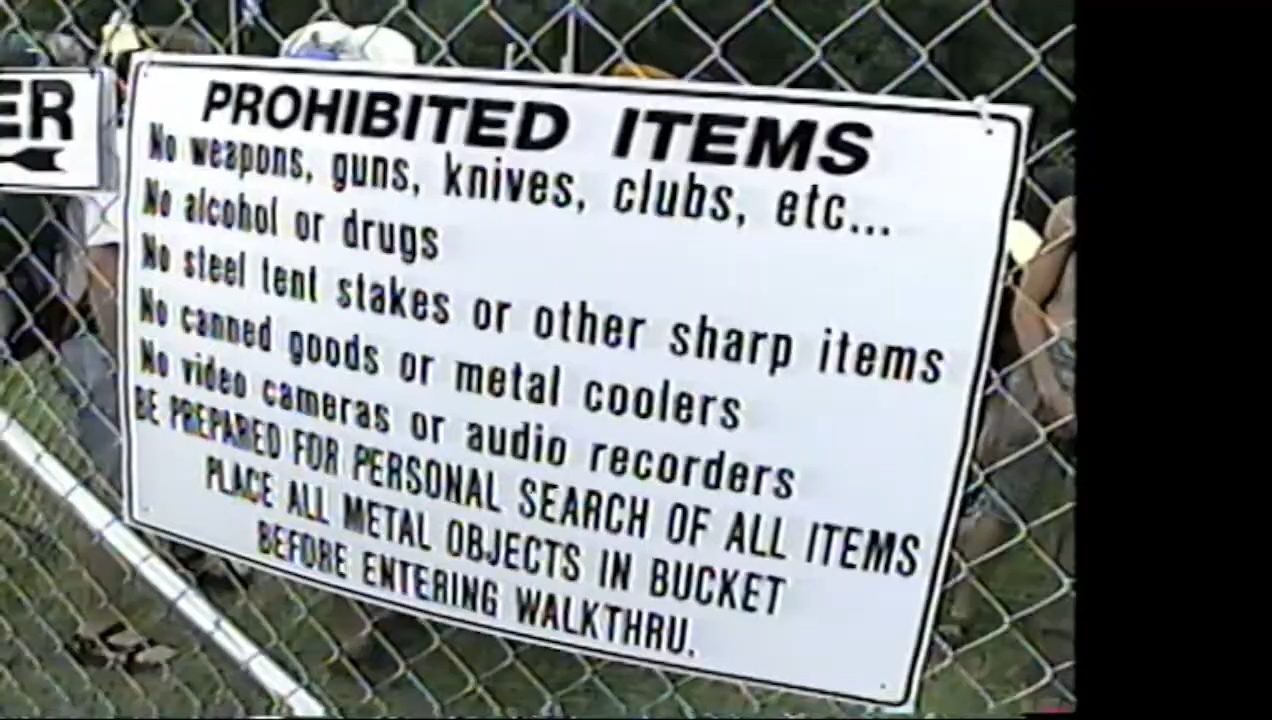 ER
PROHIBITED ITEMS
No weapons, guns, knives, clubs, etc...
No alcohol or drugs
No steel tent stakes or other sharp items
No canned goods or metal coolers
No video cameras or audio recorders
BE PREPARED FOR PERSONAL SEARCH OF ALL ITEMS
PLACE ALL METAL OBJECTS IN BUCKET
BEFORE ENTERING WALKTHRU.